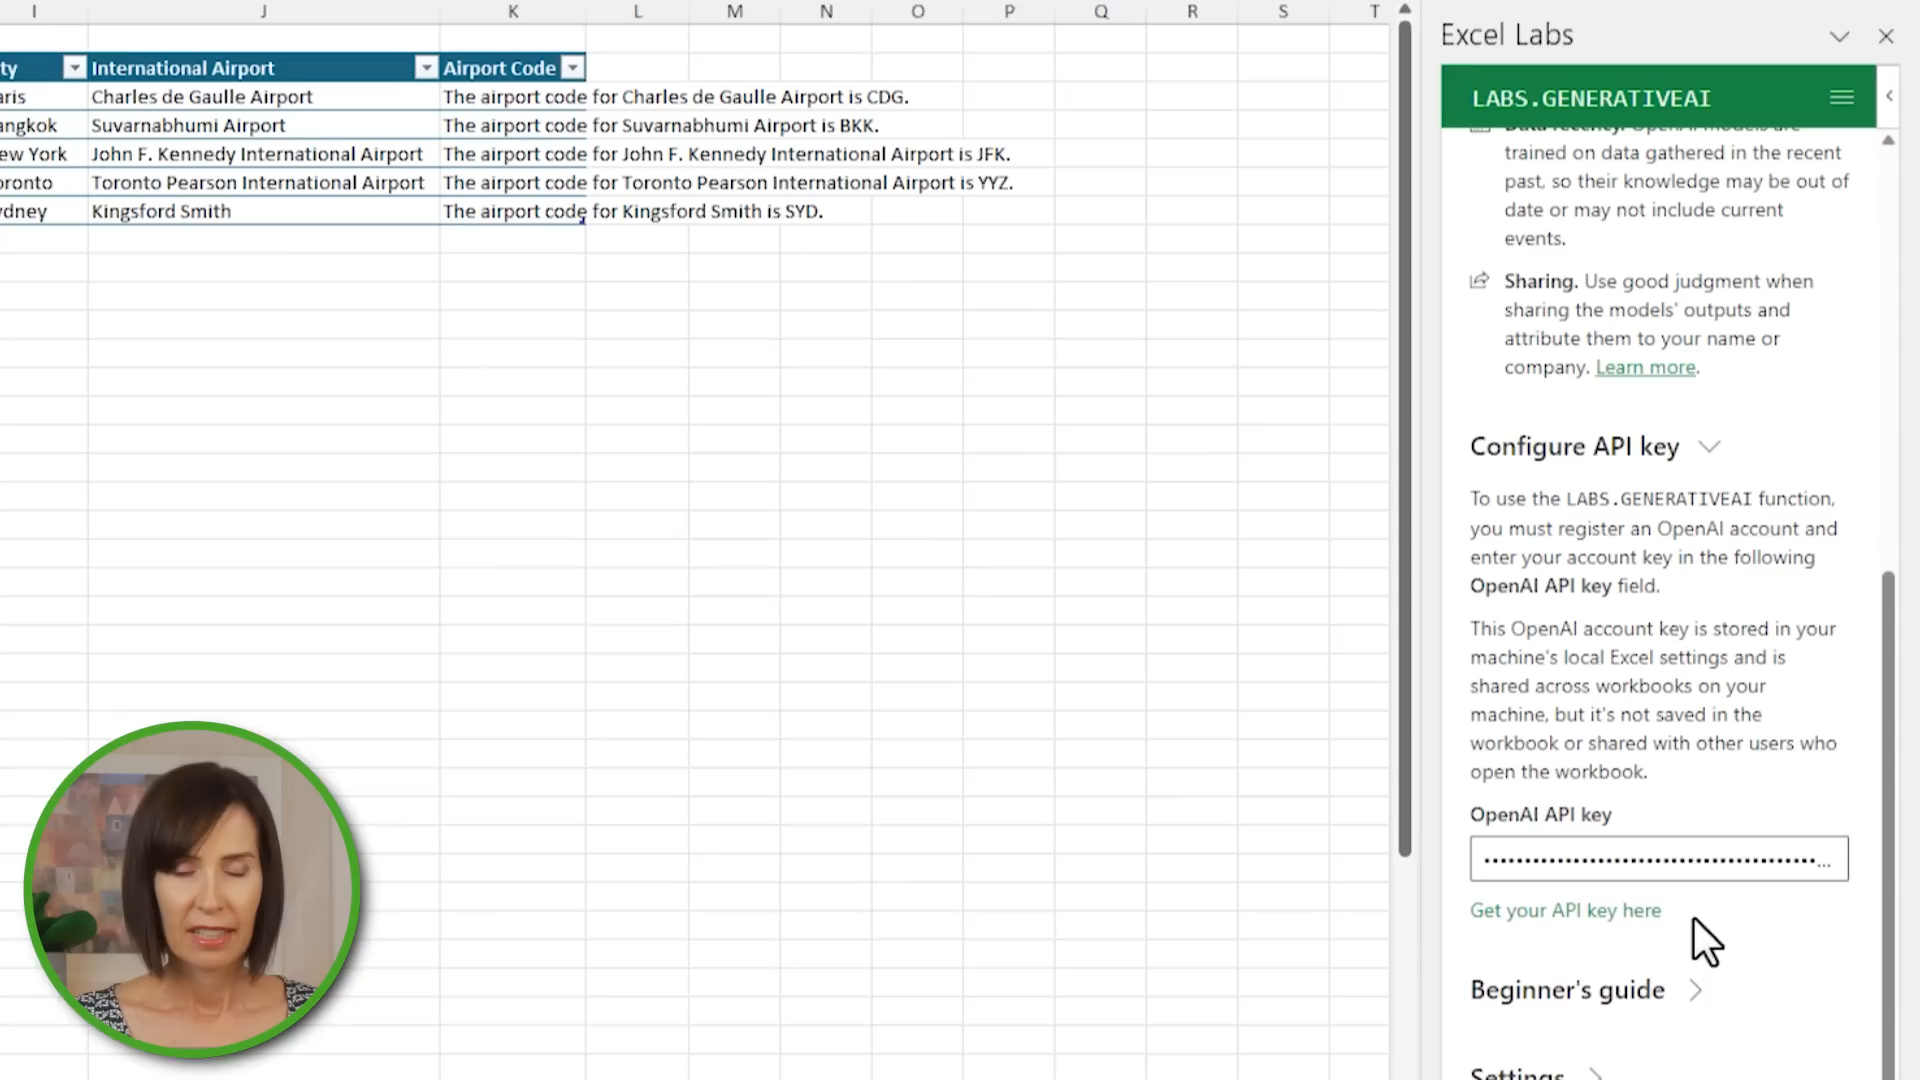 I J K L M N O P Q R S T
ty International Airport Airport Code
aris Charles de Gaulle Airport The airport code for Charles de Gaulle Airport is CDG.
angkok Suvarnabhumi Airport The airport code for Suvarnabhumi Airport is BKK.
ew York John F. Kennedy International Airport The airport code for John F. Kennedy International Airport is JFK.
oronto Toronto Pearson International Airport The airport code for Toronto Pearson International Airport is YYZ.
ydney Kingsford Smith The airport code for Kingsford Smith is SYD.
Excel Labs
LABS.GENERATIVEAI
Data recency. OpenAI models are
trained on data gathered in the recent
past, so their knowledge may be out of
date or may not include current
events.
Sharing. Use good judgment when
sharing the models' outputs and
attribute them to your name or
company. Learn more.
Configure API key
To use the LABS.GENERATIVEAI function,
you must register an OpenAI account and
enter your account key in the following
OpenAI API key field.
This OpenAI account key is stored in your
machine's local Excel settings and is
shared across workbooks on your
machine, but it's not saved in the
workbook or shared with other users who
open the workbook.
OpenAI API key
Get your API key here
Beginner's guide
Settings